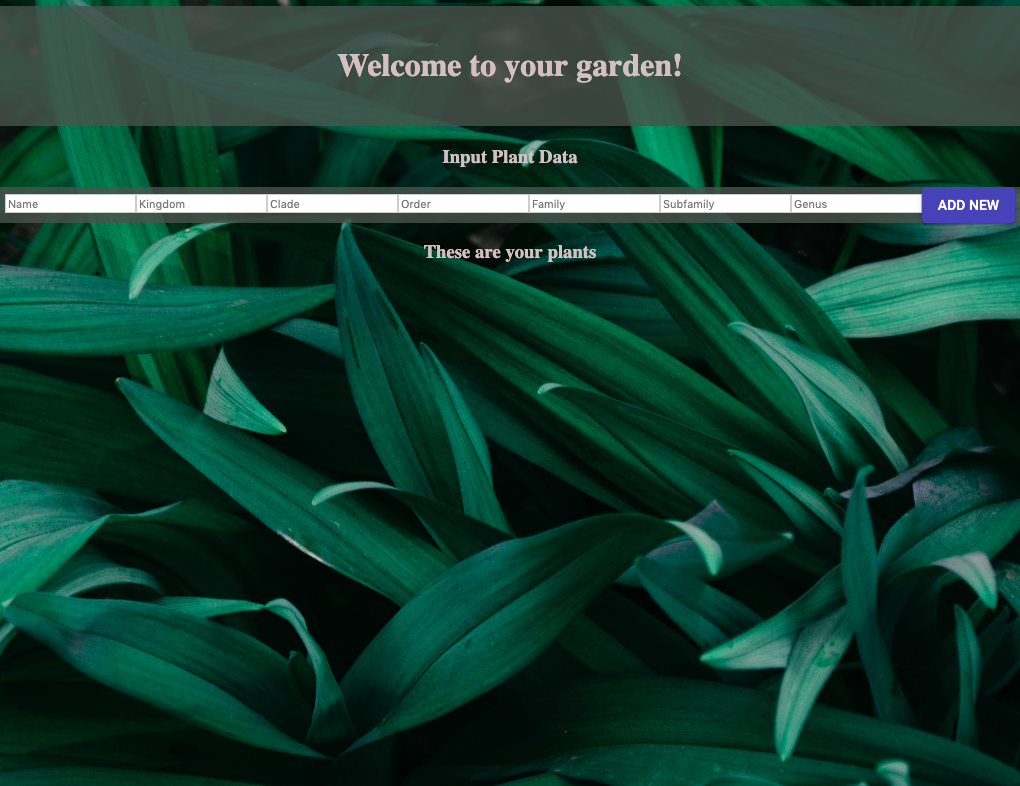 Welcome to your garden!
Input Plant Data
Name Kingdom Clade Order Family Subfamily Genus ADD NEW
These are your plants